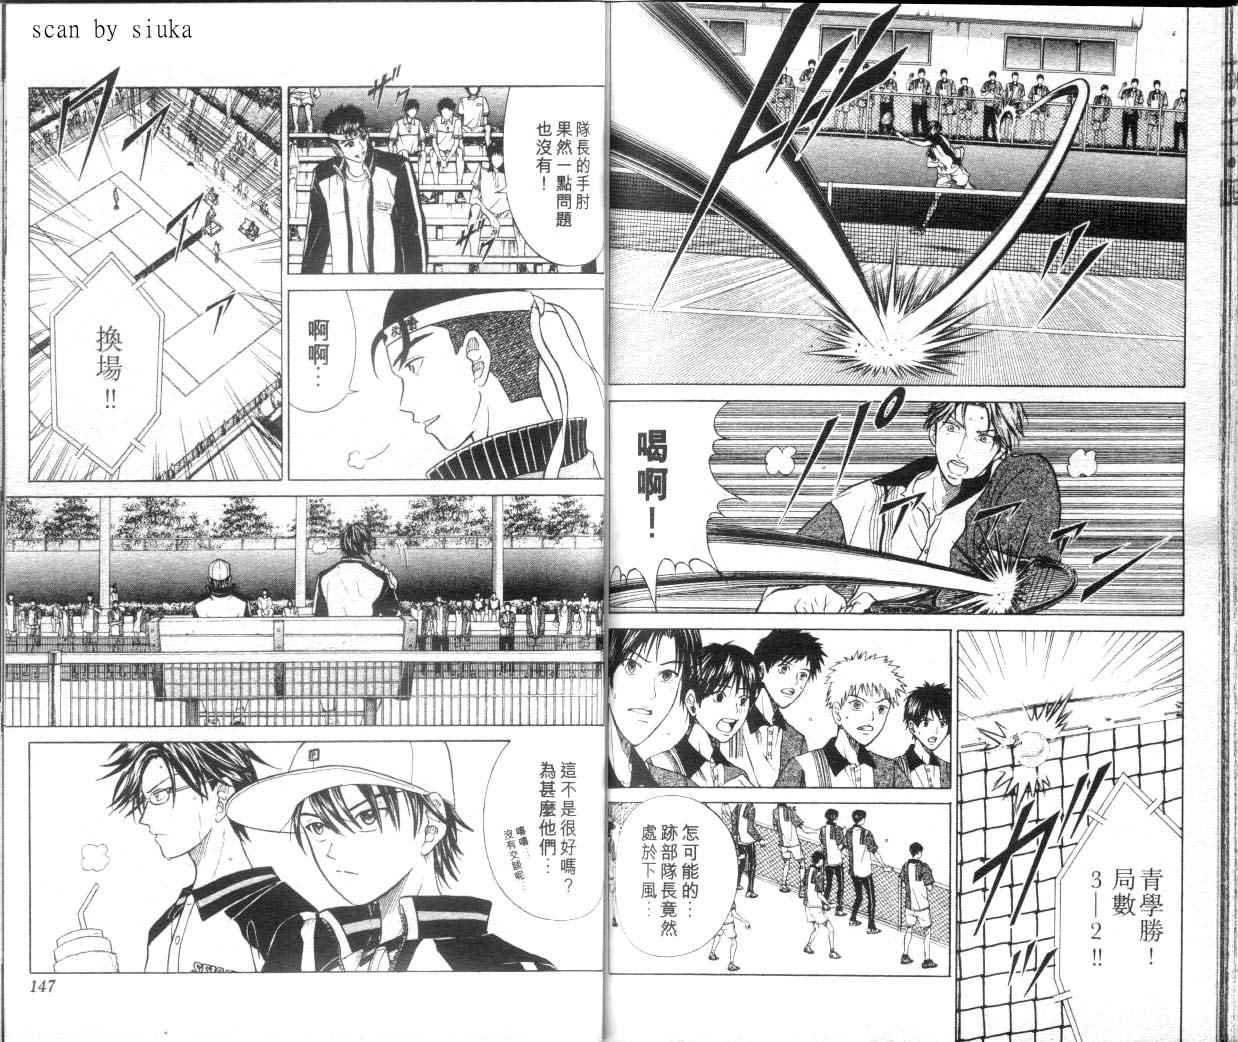 scan by siuka
喝啊！
青學勝！
局數
3—2!!
怎可能的…
跡部隊長竟然
處於下風…
隊長的手肘
果然一點問題
也沒有！
啊啊…
換場!!
這不是很好嗎？
為甚麼他們…
沒有交談呢…
147